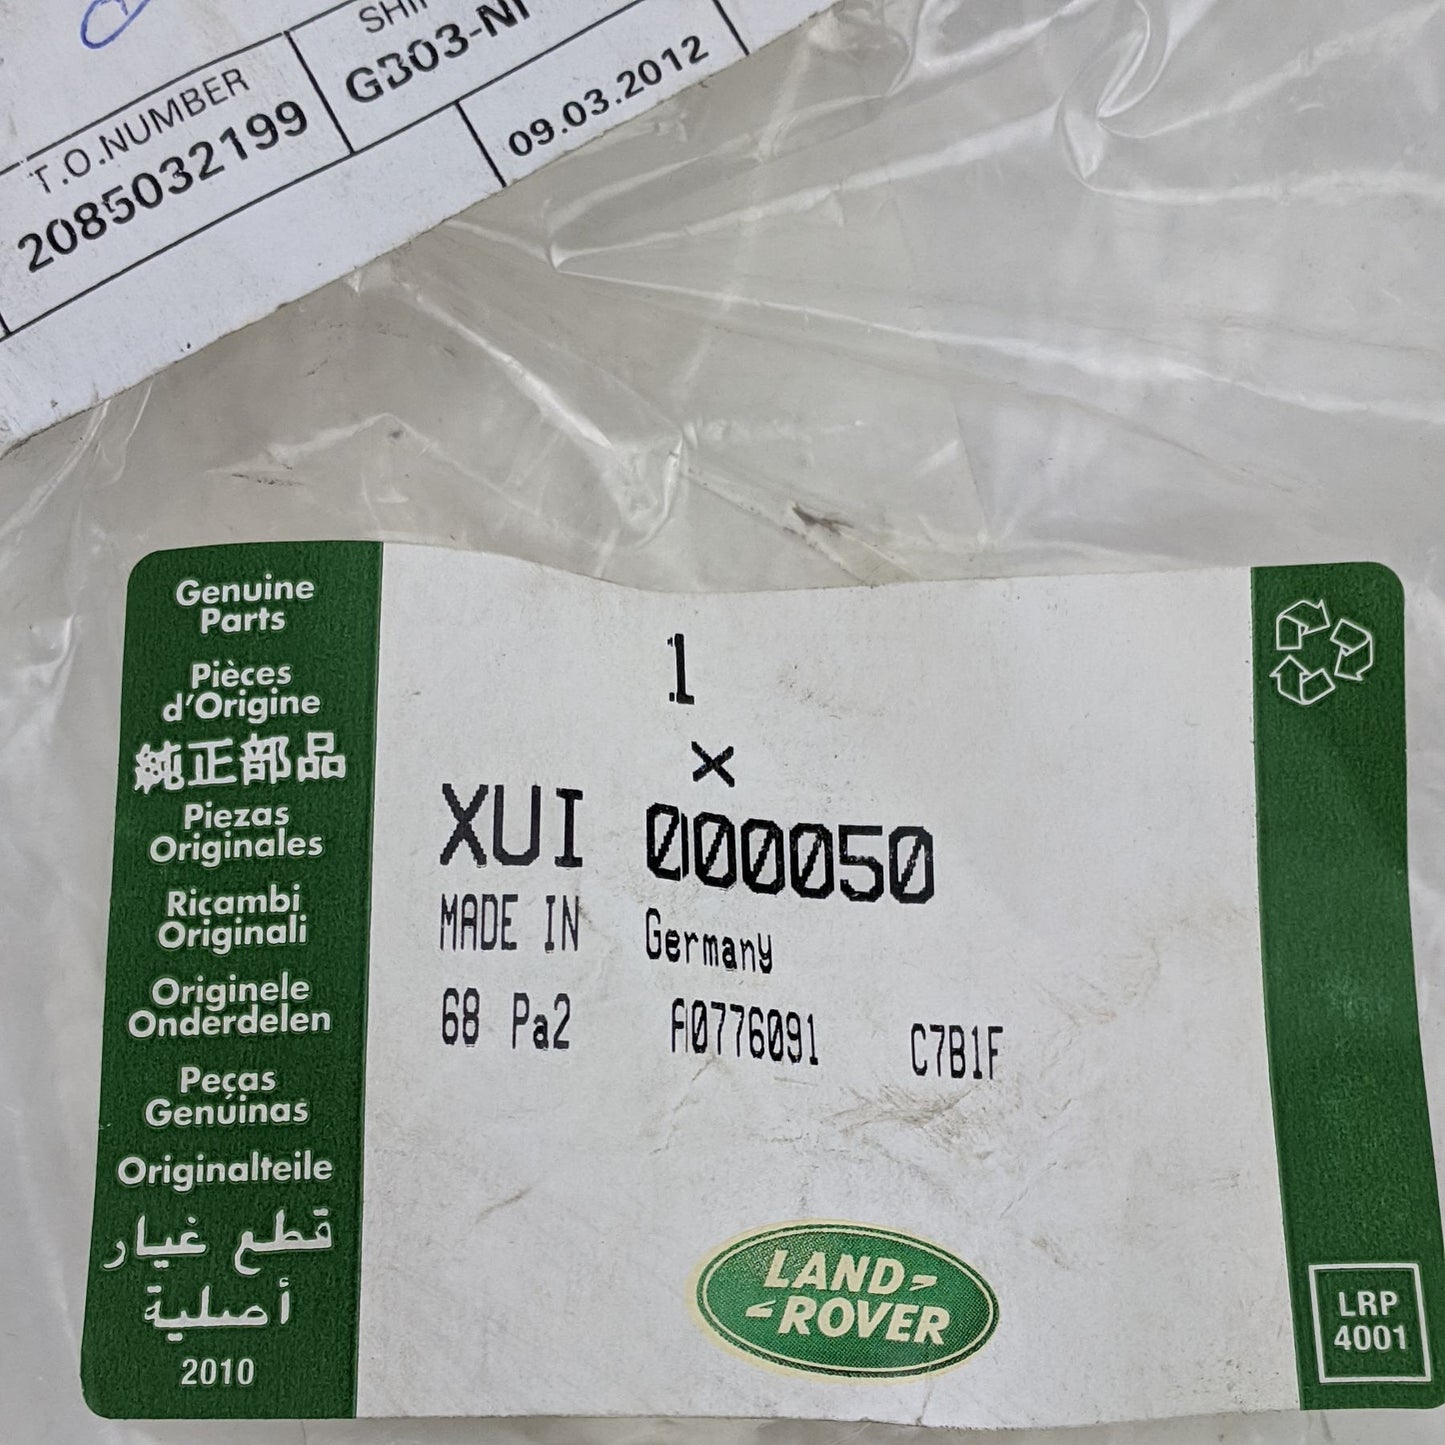 T.O.NUMBER
2085032199
GB03-
09.03.2012
Genuine
Parts
Pièces
d'Origine
純正部品
Piezas
Originales
Ricambi
Originali
Originele
Onderdelen
Peças
Genúinas
Originalteile
قطع غيار
أصلية
2010
1
×
XUI 000050
MADE IN Germany
68 Pa2 A0776091 C7B1F
LAND-
-ROVER
LRP
4001